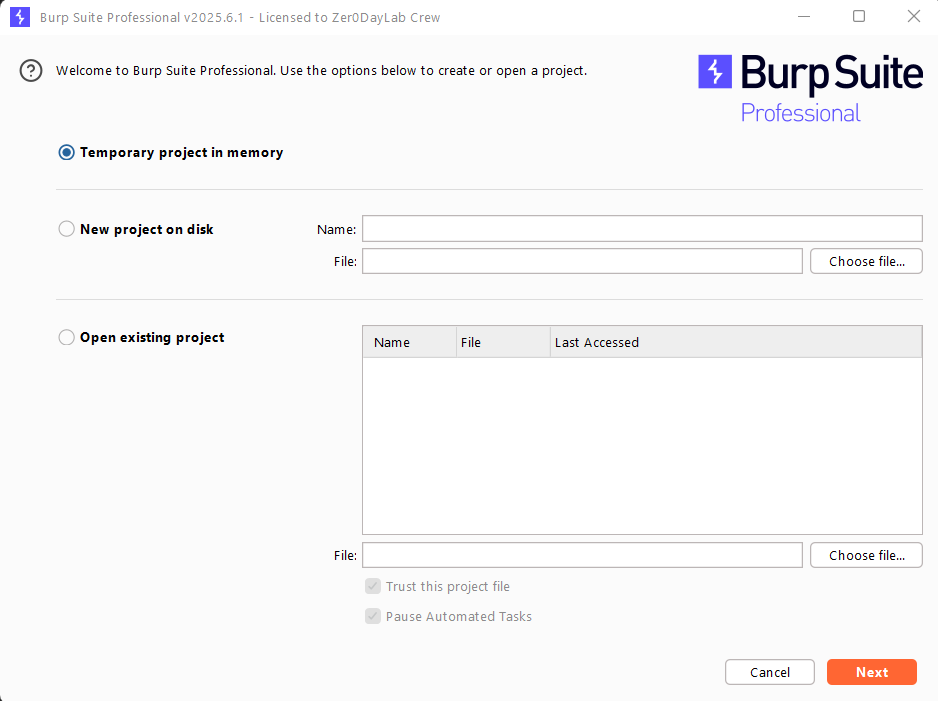 Burp Suite Professional v2025.6.1 - Licensed to Zer0DayLab Crew
Welcome to Burp Suite Professional. Use the options below to create or open a project.
Burp Suite
Professional
Temporary project in memory
New project on disk
Name:
File:
Choose file...
Open existing project
Name File Last Accessed
File:
Choose file...
Trust this project file
Pause Automated Tasks
Cancel Next